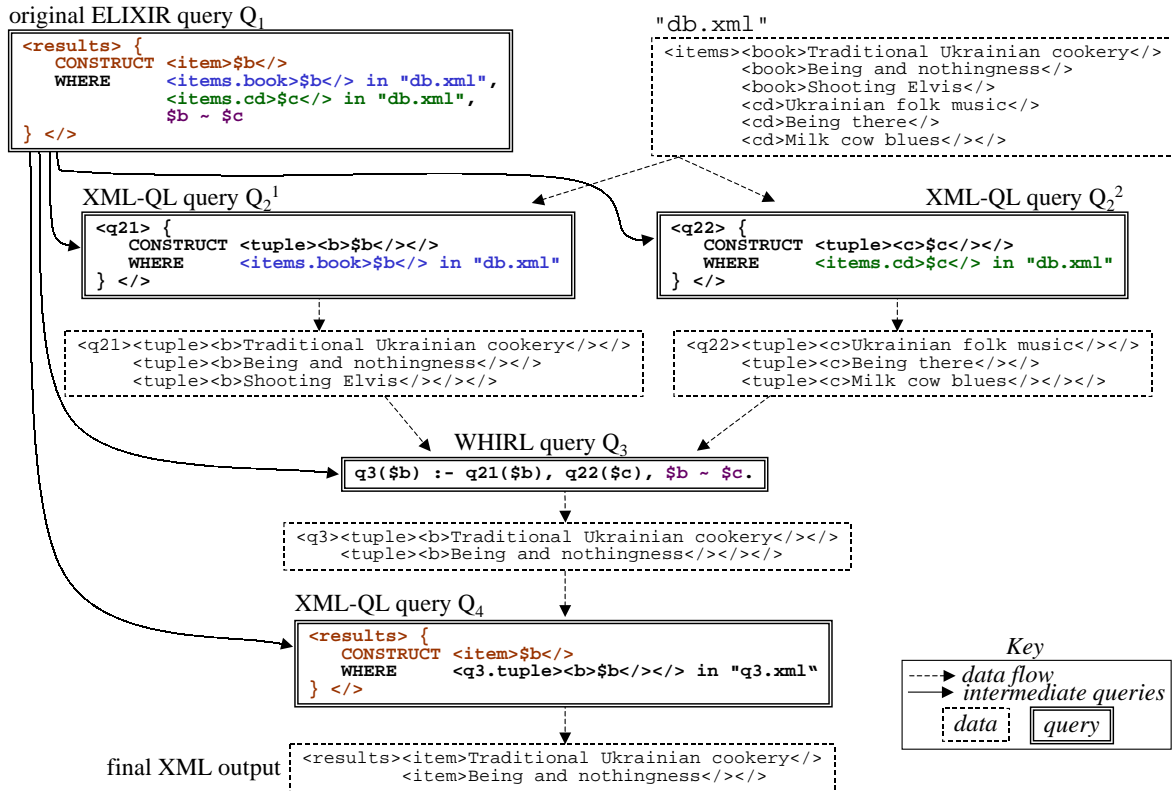 original ELIXIR query Q1
<results> {
CONSTRUCT <item>$b</>
WHERE <items.book>$b</> in "db.xml",
<items.cd>$c</> in "db.xml",
$b ~ $c
} </>
"db.xml"
<items><book>Traditional Ukrainian cookery</>
<book>Being and nothingness</>
<book>Shooting Elvis</>
<cd>Ukrainian folk music</>
<cd>Being there</>
<cd>Milk cow blues</></>
XML-QL query Q2 1
<q21> {
CONSTRUCT <tuple><b>$b</></>
WHERE <items.book>$b</> in "db.xml"
} </>
XML-QL query Q2 2
<q22> {
CONSTRUCT <tuple><c>$c</></>
WHERE <items.cd>$c</> in "db.xml"
} </>
<q21><tuple><b>Traditional Ukrainian cookery</></>
<tuple><b>Being and nothingness</></>
<tuple><b>Shooting Elvis</></></>
<q22><tuple><c>Ukrainian folk music</></>
<tuple><c>Being there</></>
<tuple><c>Milk cow blues</></></>
WHIRL query Q3
q3($b) :- q21($b), q22($c), $b ~ $c.
<q3><tuple><b>Traditional Ukrainian cookery</></>
<tuple><b>Being and nothingness</></></>
XML-QL query Q4
<results> {
CONSTRUCT <item>$b</>
WHERE <q3.tuple><b>$b</></> in "q3.xml“
} </>
final XML output
<results><item>Traditional Ukrainian cookery</>
<item>Being and nothingness</></>
Key
data flow
intermediate queries
data query